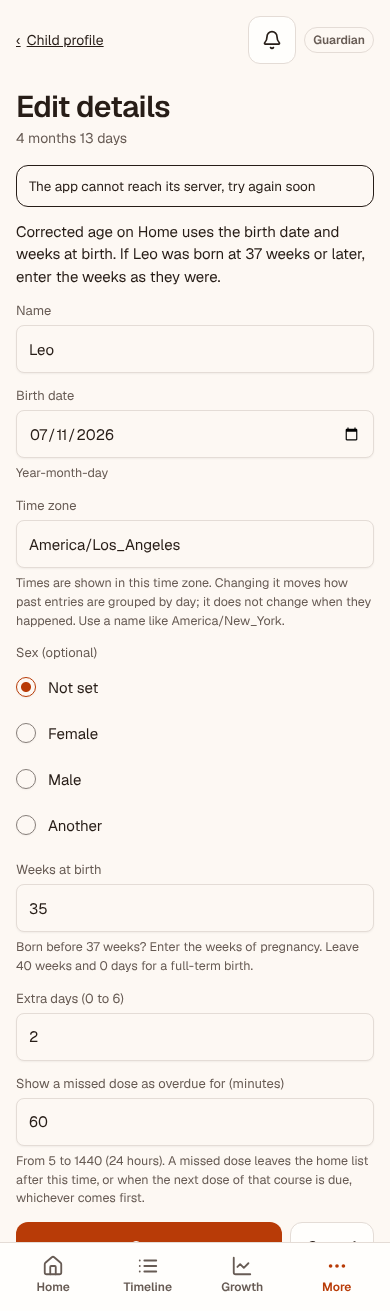 ‹ Child profile
Guardian
Edit details
4 months 13 days
The app cannot reach its server, try again soon
Corrected age on Home uses the birth date and
weeks at birth. If Leo was born at 37 weeks or later,
enter the weeks as they were.
Name
Leo
Birth date
07/11/2026
Year-month-day
Time zone
America/Los_Angeles
Times are shown in this time zone. Changing it moves how
past entries are grouped by day; it does not change when they
happened. Use a name like America/New_York.
Sex (optional)
Not set
Female
Male
Another
Weeks at birth
35
Born before 37 weeks? Enter the weeks of pregnancy. Leave
40 weeks and 0 days for a full-term birth.
Extra days (0 to 6)
2
Show a missed dose as overdue for (minutes)
60
From 5 to 1440 (24 hours). A missed dose leaves the home list
after this time, or when the next dose of that course is due,
whichever comes first.
Home
Timeline
Growth
More